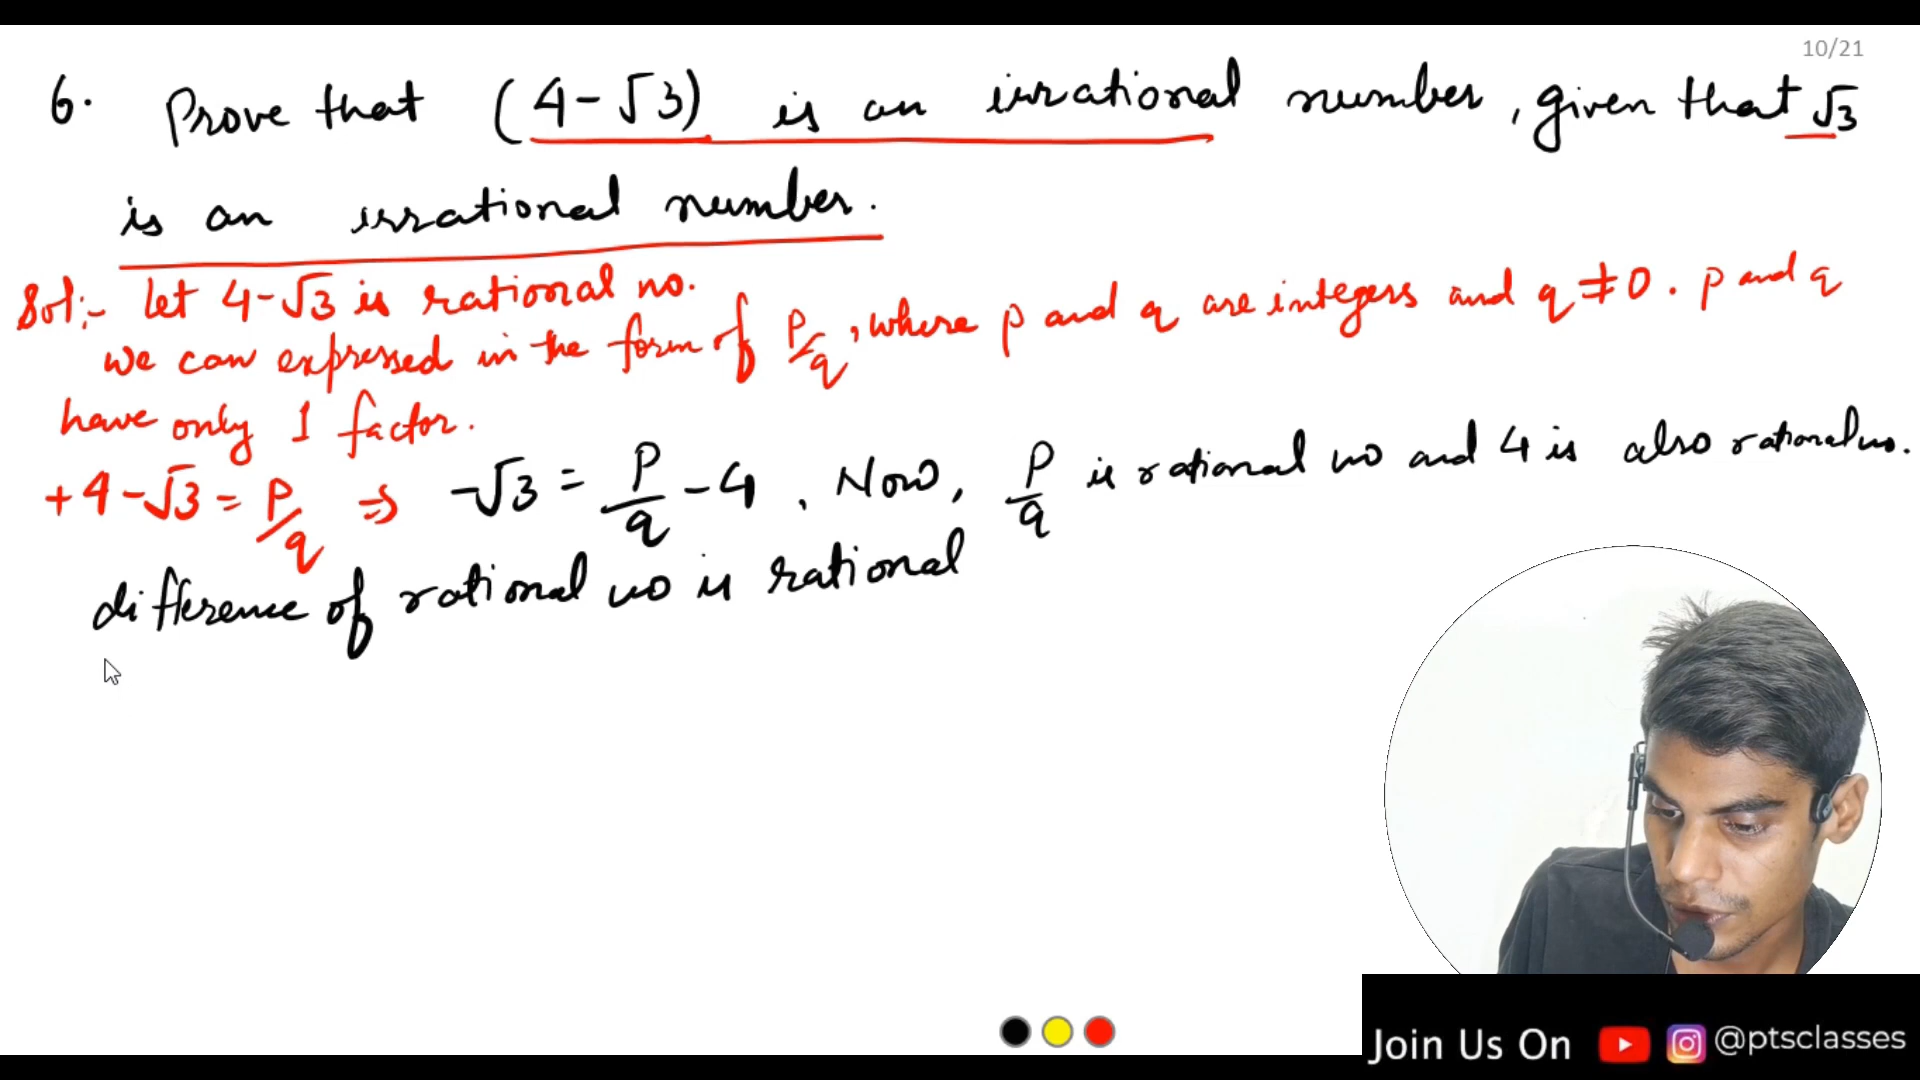 10/21
6. Prove that (4-√3) is an irrational number, given that √3
is an irrational number.
Sol:- let 4-√3 is rational no.
we can expressed in the form of P/q, where p and q are integers and q ≠ 0. p and q
have only 1 factor.
+4-√3 = P/q ⇒ -√3 = P/q - 4. Now, P/q is rational no and 4 is also rational no.
difference of rational no is rational
Join Us On @ptsclasses